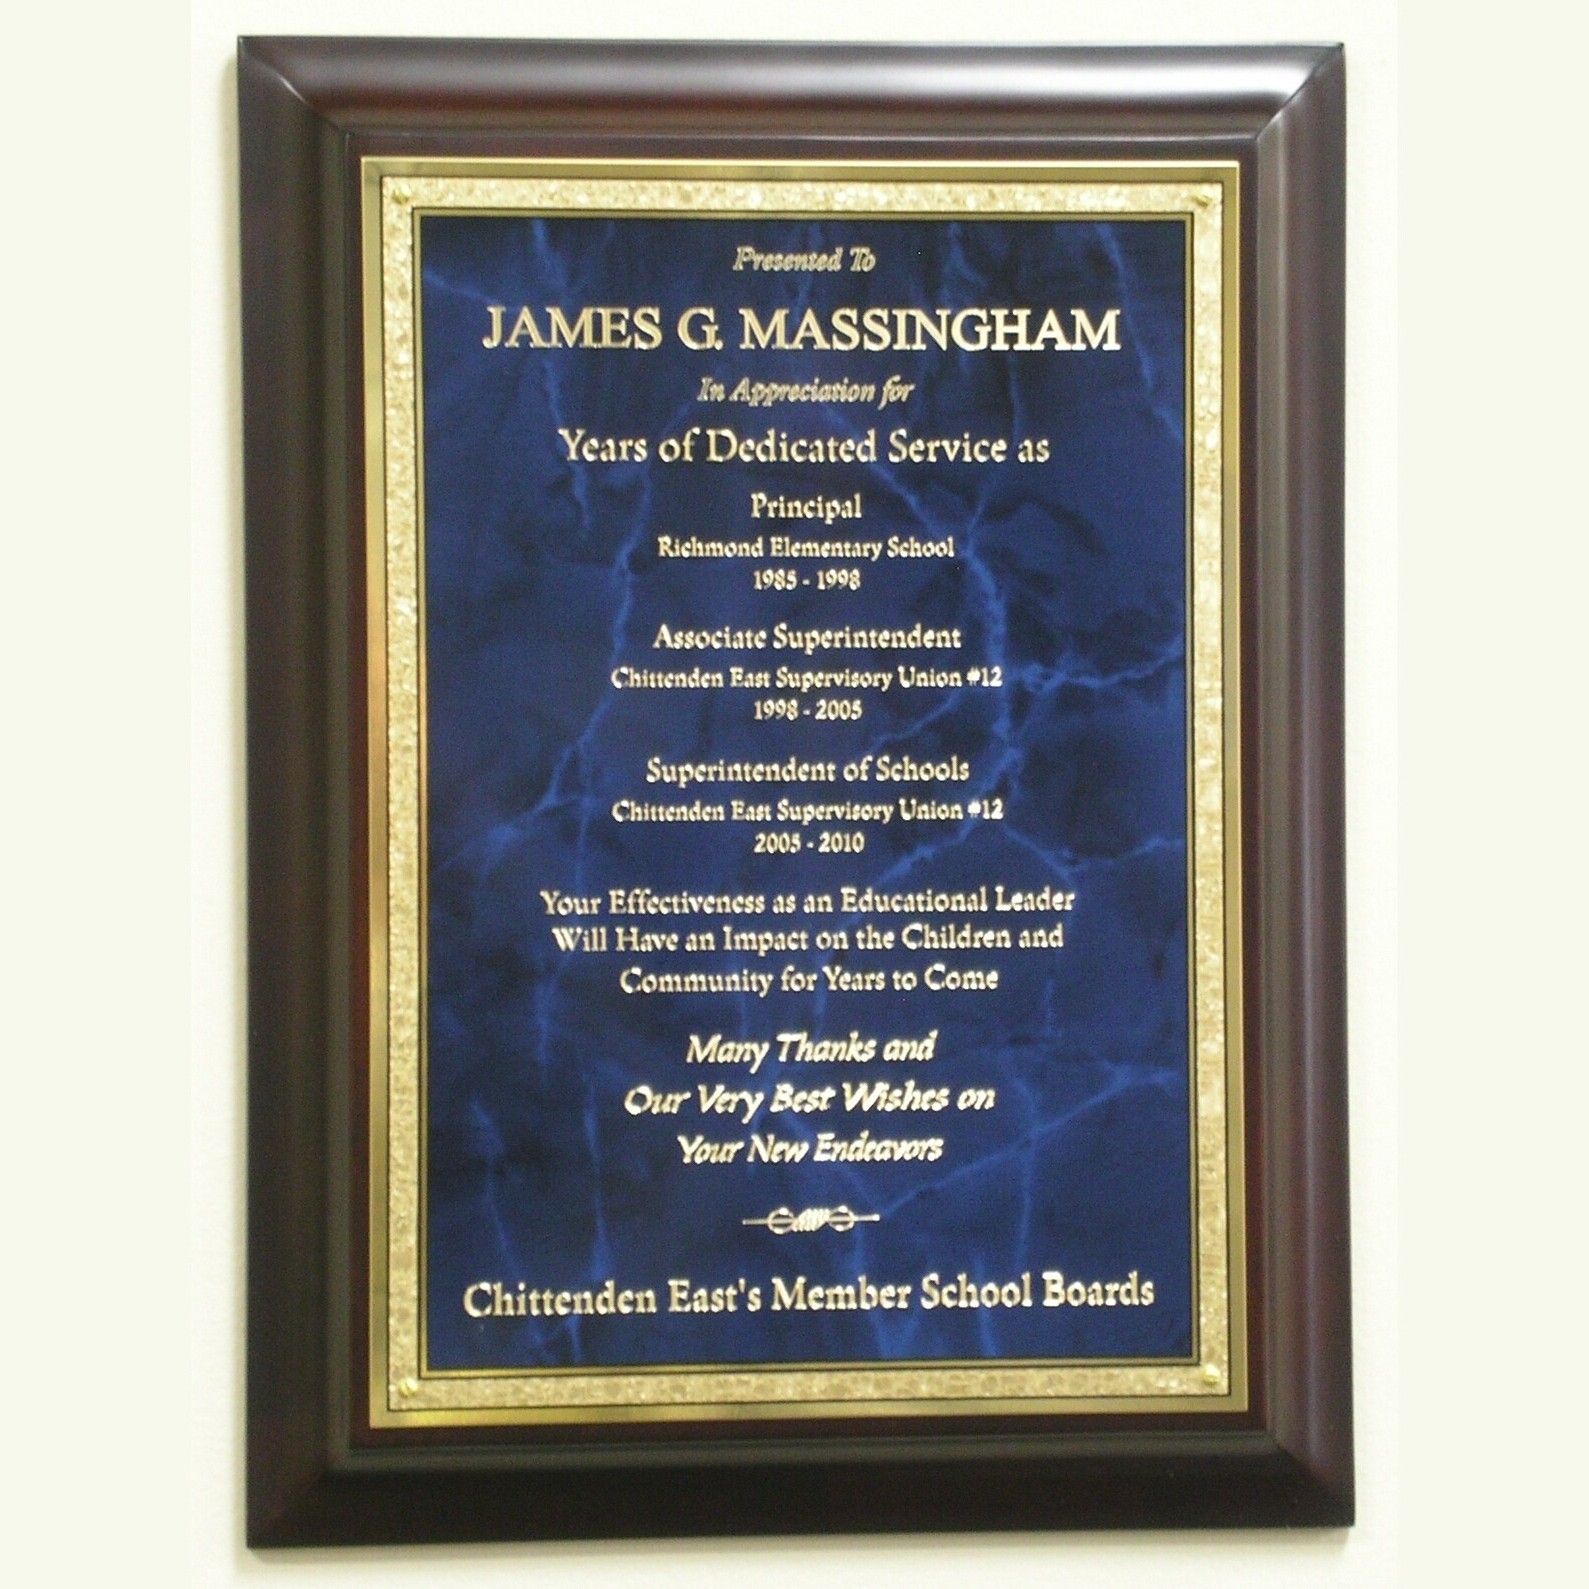 Presented To
JAMES G. MASSINGHAM
In Appreciation for
Years of Dedicated Service as
Principal
Richmond Elementary School
1985 - 1998
Associate Superintendent
Chittenden East Supervisory Union #12
1998 - 2005
Superintendent of Schools
Chittenden East Supervisory Union #12
2005 - 2010
Your Effectiveness as an Educational Leader
Will Have an Impact on the Children and
Community for Years to Come
Many Thanks and
Our Very Best Wishes on
Your New Endeavors
Chittenden East's Member School Boards